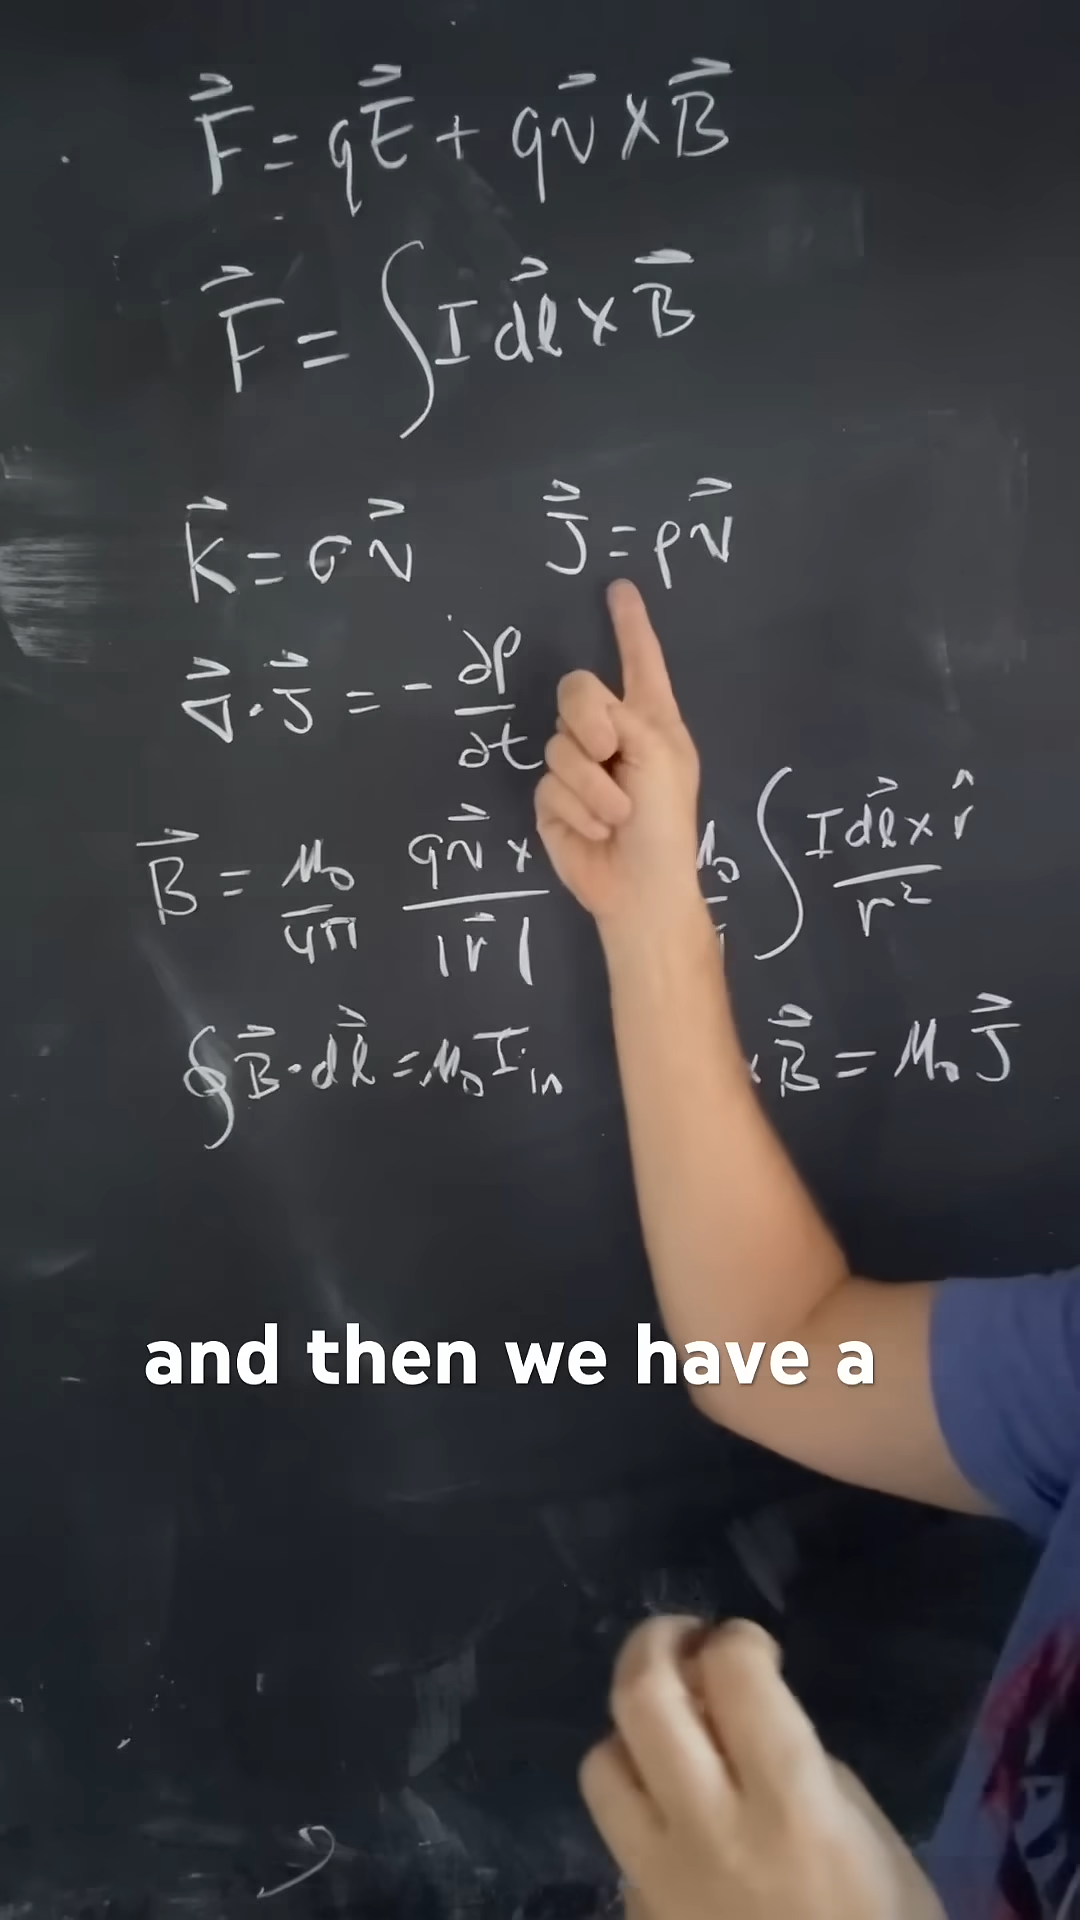 F⃗ = qE⃗ + qv⃗ × B⃗
F⃗ = ∫ I dℓ⃗ × B⃗
K⃗ = σv⃗  J⃗ = ρv⃗
∇⃗ · J⃗ = - ∂ρ/∂t
B⃗ = μ₀/4π qv⃗ ×/|r⃗| ∫ I dℓ⃗ × r̂/r²
∮ B⃗ · dℓ⃗ = μ₀ I_in  × B⃗ = μ₀ J⃗
and then we have a